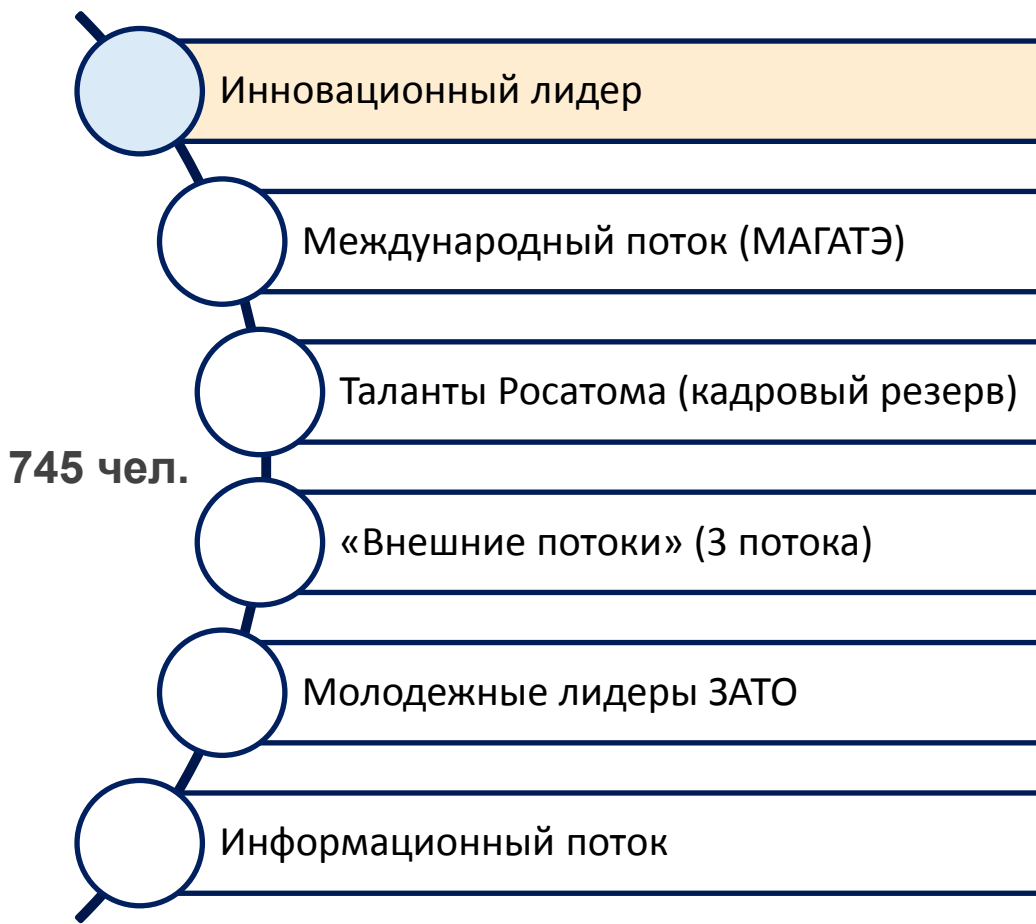 Инновационный лидер
Международный поток (МАГАТЭ)
Таланты Росатома (кадровый резерв)
745 чел.
«Внешние потоки» (3 потока)
Молодежные лидеры ЗАТО
Информационный поток